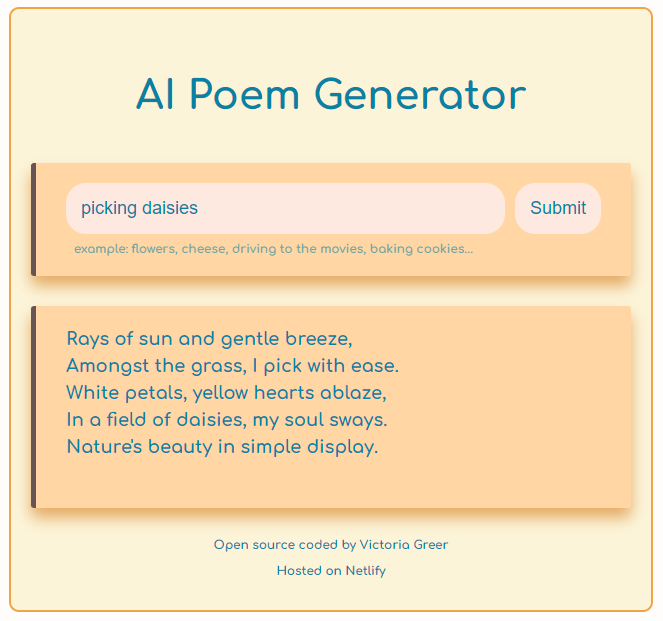 AI Poem Generator
picking daisies
Submit
example: flowers, cheese, driving to the movies, baking cookies...
Rays of sun and gentle breeze,
Amongst the grass, I pick with ease.
White petals, yellow hearts ablaze,
In a field of daisies, my soul sways.
Nature's beauty in simple display.
Open source coded by Victoria Greer
Hosted on Netlify